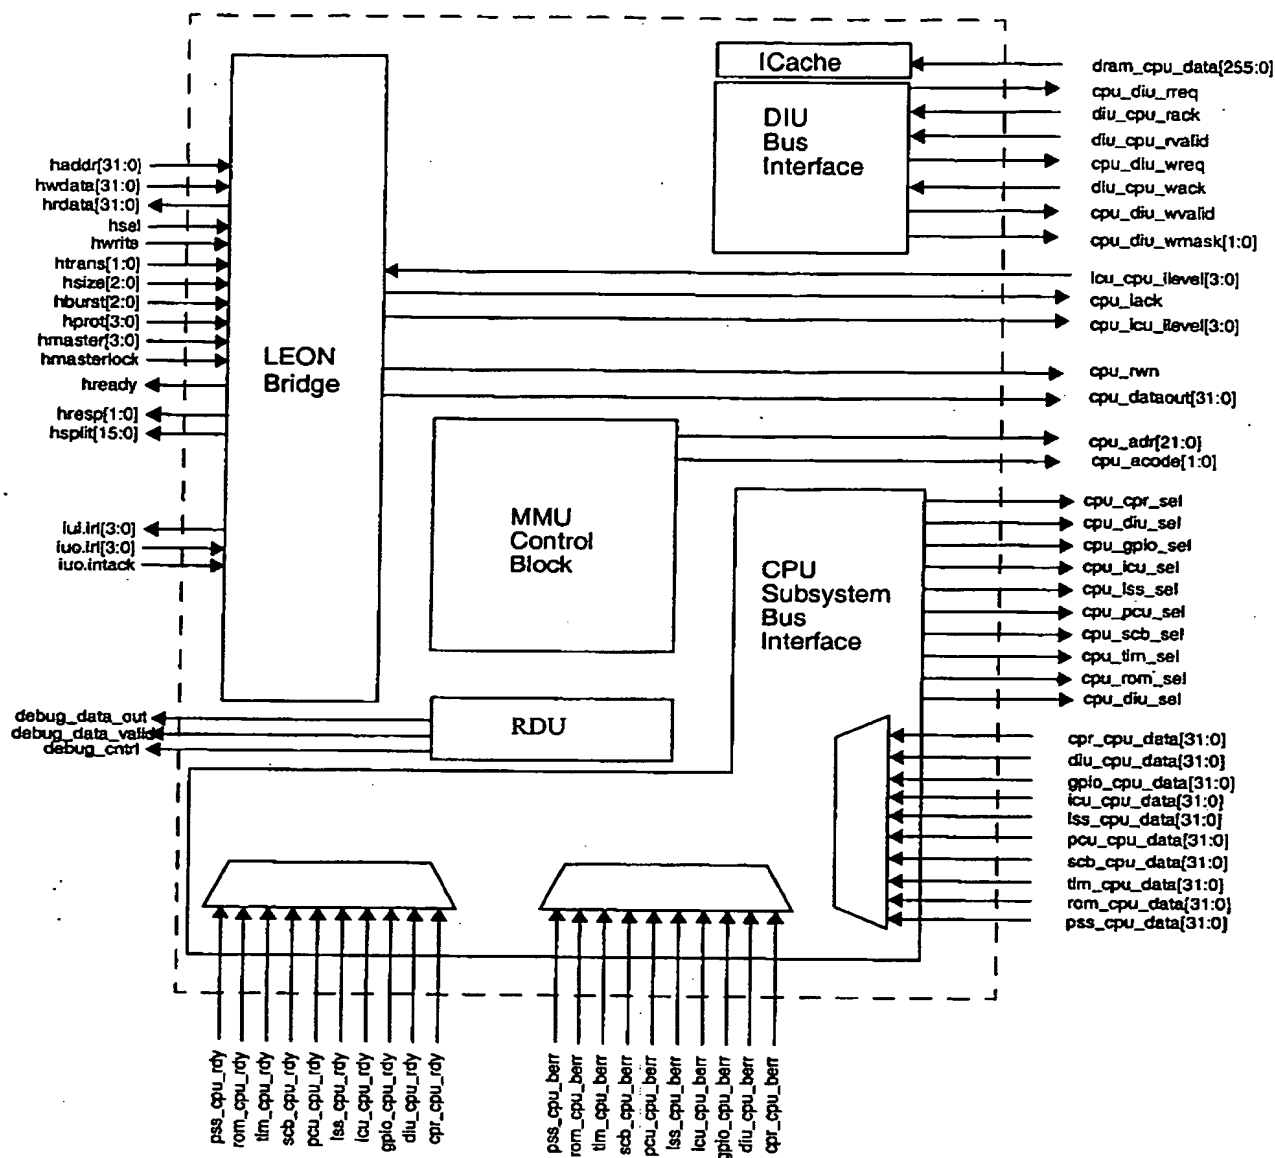 ICache
DIU
Bus
Interface
dram_cpu_data[255:0]
cpu_diu_rreq
diu_cpu_rack
diu_cpu_rvalid
cpu_diu_wreq
diu_cpu_wack
cpu_diu_wvalid
cpu_diu_wmask[1:0]
icu_cpu_ilevel[3:0]
cpu_iack
cpu_icu_ilevel[3:0]
cpu_rwn
cpu_dataout[31:0]
cpu_adr[21:0]
cpu_acode[1:0]
haddr[31:0]
hwdata[31:0]
hrdata[31:0]
hsel
hwrite
htrans[1:0]
hsize[2:0]
hburst[2:0]
hprot[3:0]
hmaster[3:0]
hmasterlock
hready
hresp[1:0]
hsplit[15:0]
iui.irl[3:0]
iuo.irl[3:0]
iuo.intack
LEON
Bridge
MMU
Control
Block
CPU
Subsystem
Bus
Interface
cpu_cpr_sel
cpu_diu_sel
cpu_gpio_sel
cpu_icu_sel
cpu_lss_sel
cpu_pcu_sel
cpu_scb_sel
cpu_tim_sel
cpu_rom_sel
cpu_diu_sel
debug_data_out
debug_data_valid
debug_cntrl
RDU
cpr_cpu_data[31:0]
diu_cpu_data[31:0]
gpio_cpu_data[31:0]
icu_cpu_data[31:0]
lss_cpu_data[31:0]
pcu_cpu_data[31:0]
scb_cpu_data[31:0]
tim_cpu_data[31:0]
rom_cpu_data[31:0]
pss_cpu_data[31:0]
pss_cpu_rdy
rom_cpu_rdy
tim_cpu_rdy
scb_cpu_rdy
pcu_cpu_rdy
lss_cpu_rdy
icu_cpu_rdy
gpio_cpu_rdy
diu_cpu_rdy
cpr_cpu_rdy
pss_cpu_berr
rom_cpu_berr
tim_cpu_berr
scb_cpu_berr
pcu_cpu_berr
lss_cpu_berr
icu_cpu_berr
gpio_cpu_berr
diu_cpu_berr
cpr_cpu_berr